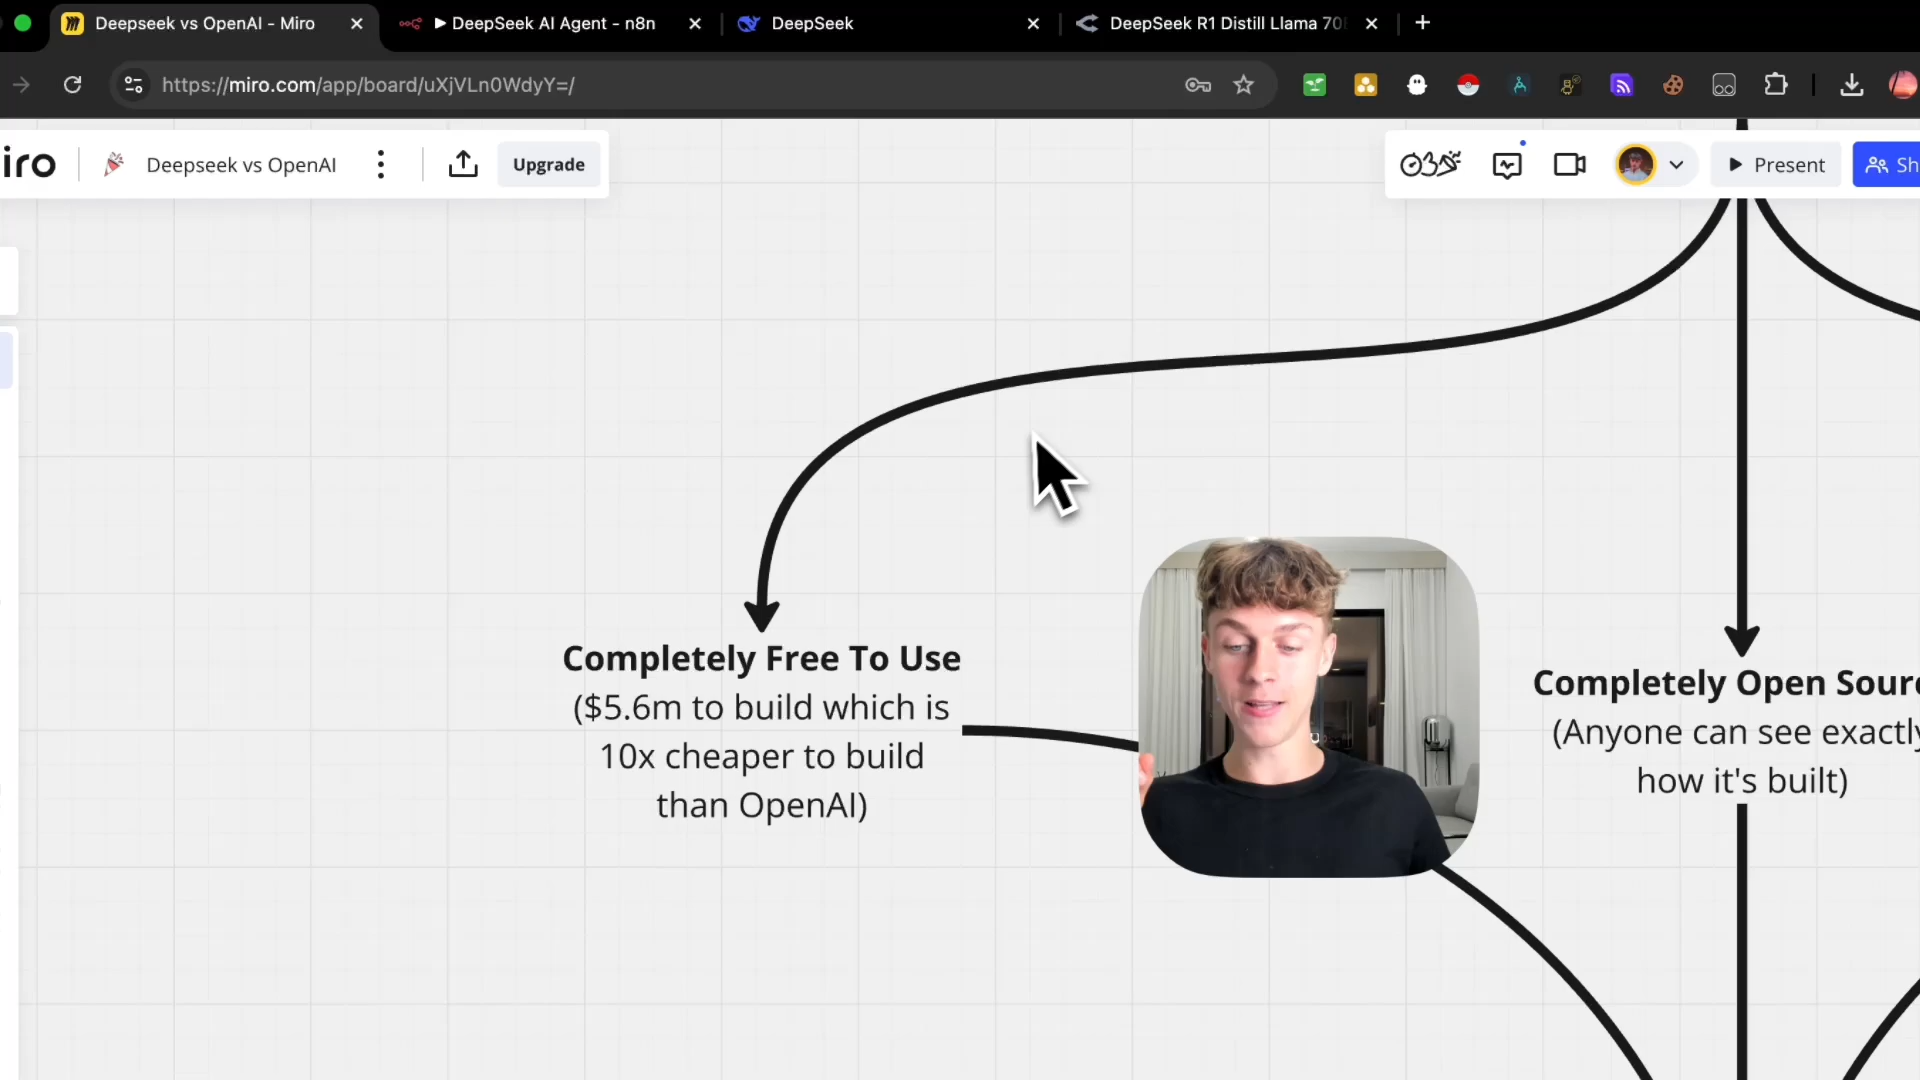 Deepseek vs OpenAI - Miro
DeepSeek AI Agent - n8n
DeepSeek
DeepSeek R1 Distill Llama 70
https://miro.com/app/board/uXjVLn0WdyY=/
iro
Deepseek vs OpenAI
Upgrade
Present
Sh
Completely Free To Use
($5.6m to build which is
10x cheaper to build
than OpenAI)
Completely Open Sourc
(Anyone can see exactly
how it's built)